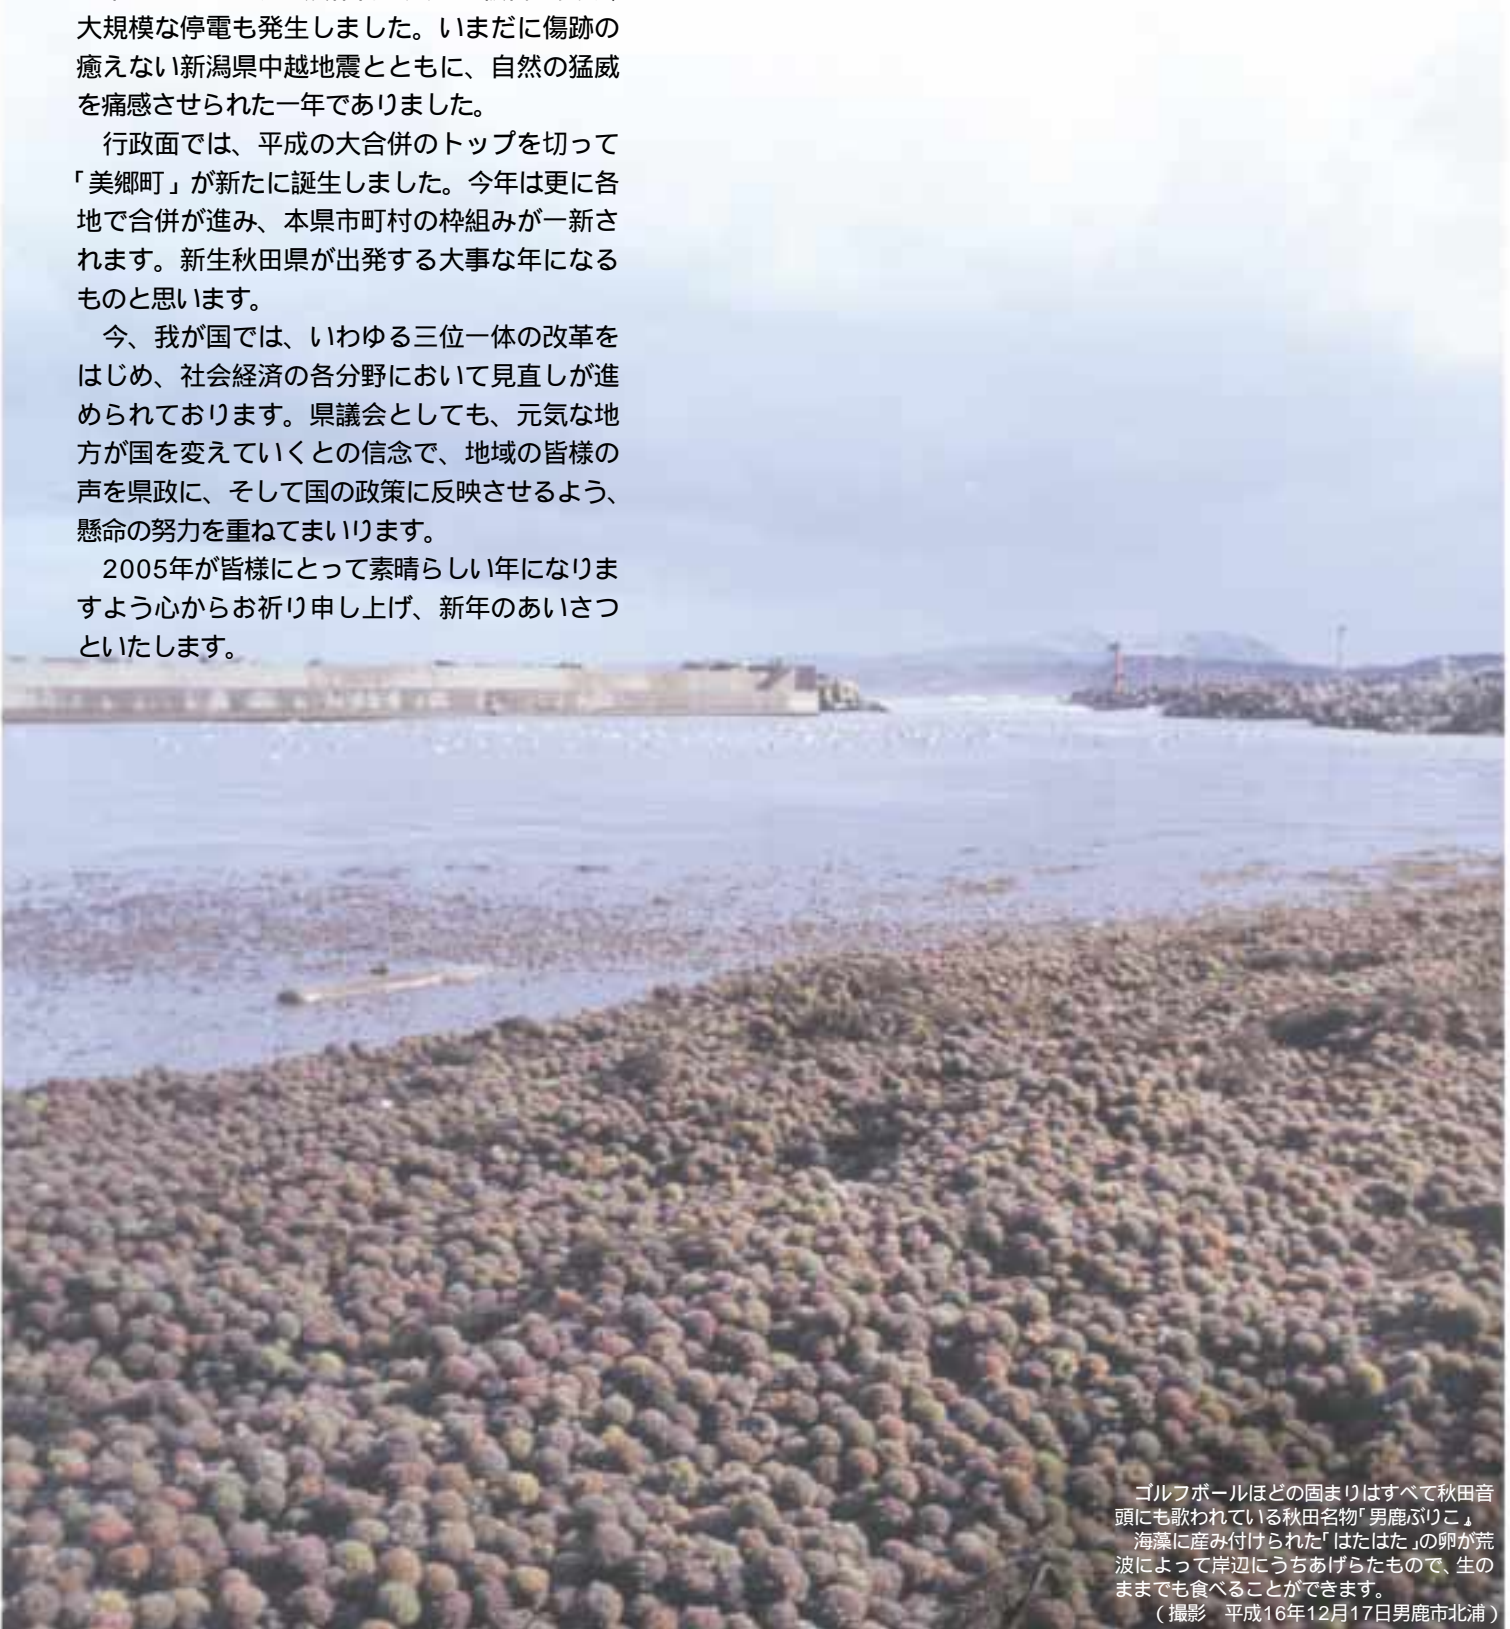 大規模な停電も発生しました。いまだに傷跡の
癒えない新潟県中越地震とともに、自然の猛威
を痛感させられた一年でありました。
　行政面では、平成の大合併のトップを切って
「美郷町」が新たに誕生しました。今年は更に各
地で合併が進み、本県市町村の枠組みが一新さ
れます。新生秋田県が出発する大事な年になる
ものと思います。
　今、我が国では、いわゆる三位一体の改革を
はじめ、社会経済の各分野において見直しが進
められております。県議会としても、元気な地
方が国を変えていくとの信念で、地域の皆様の
声を県政に、そして国の政策に反映させるよう、
懸命の努力を重ねてまいります。
　2005年が皆様にとって素晴らしい年になりま
すよう心からお祈り申し上げ、新年のあいさつ
といたします。
　ゴルフボールほどの固まりはすべて秋田音
頭にも歌われている秋田名物「男鹿ぶりこ」。
　海藻に産み付けられた「はたはた」の卵が荒
波によって岸辺にうちあげらたもので、生の
ままでも食べることができます。
（撮影　平成16年12月17日男鹿市北浦）